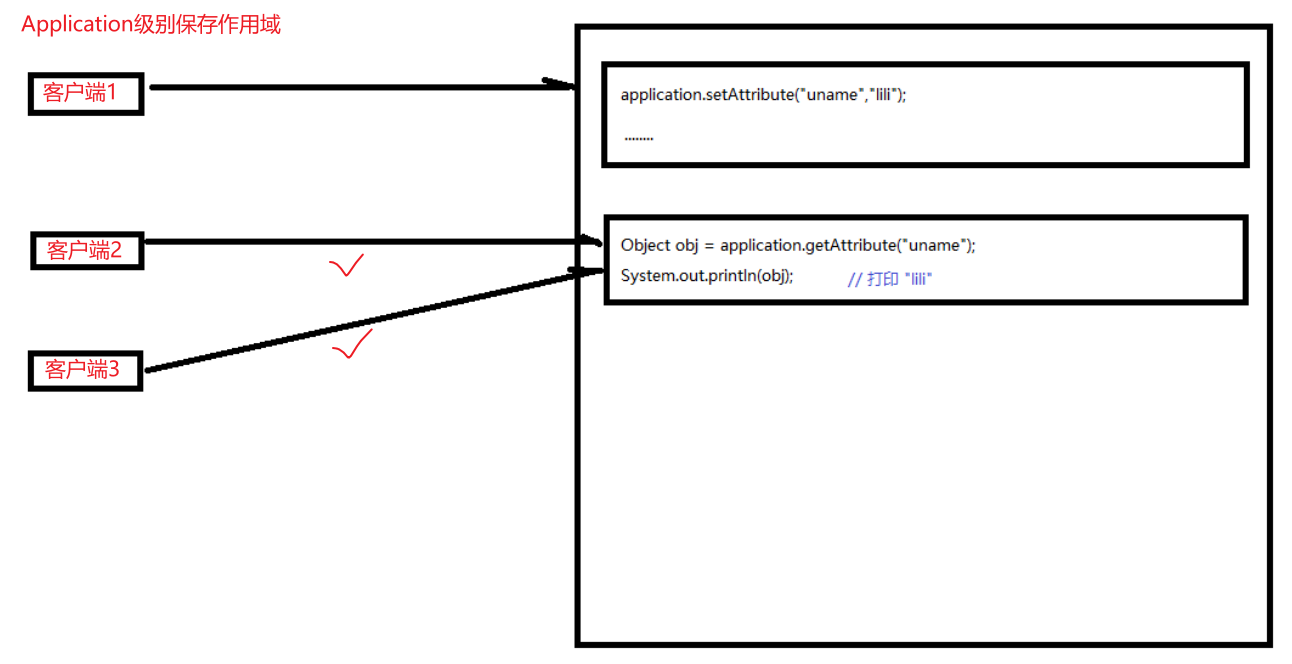 Application级别保存作用域
客户端1
application.setAttribute("uname","lili");
........
客户端2
Object obj = application.getAttribute("uname");
System.out.println(obj); // 打印 "lili"
客户端3